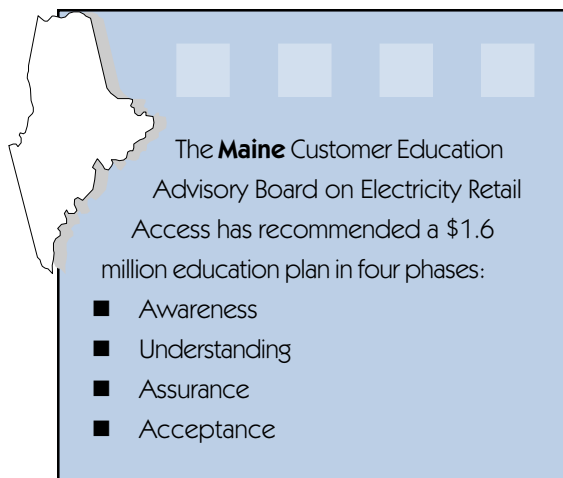 The Maine Customer Education
Advisory Board on Electricity Retail
Access has recommended a $1.6
million education plan in four phases:
■ Awareness
■ Understanding
■ Assurance
■ Acceptance